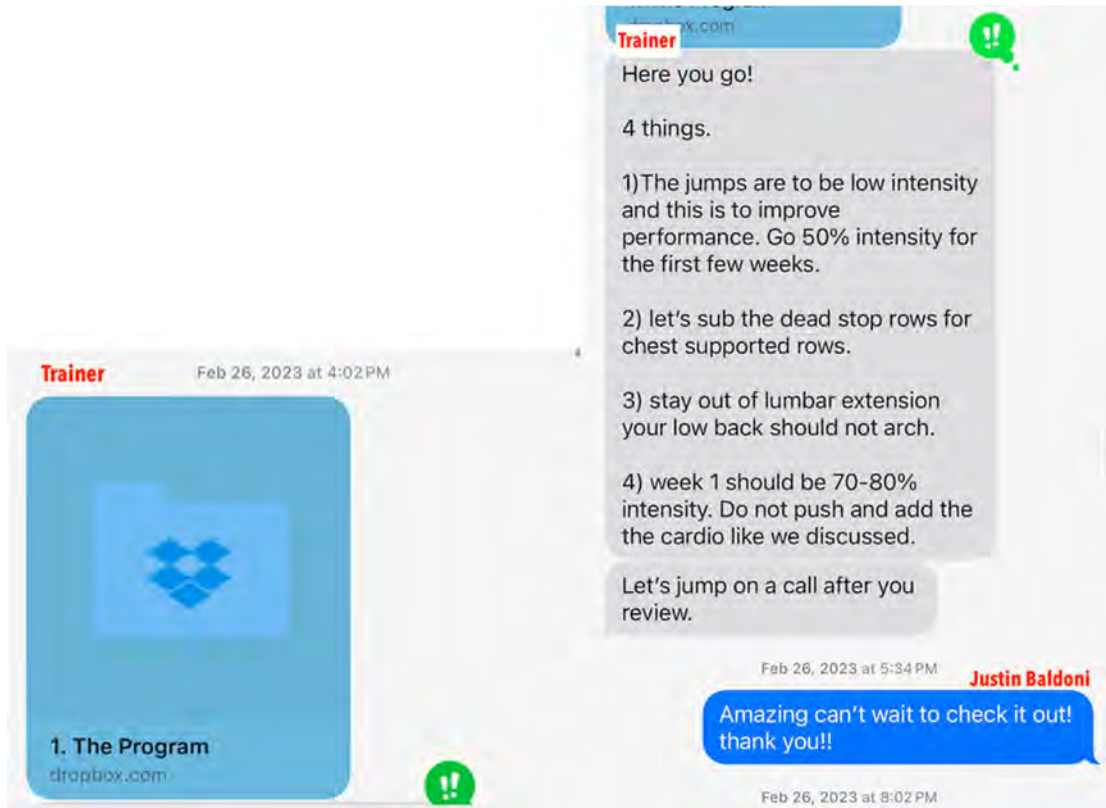 Trainer
Feb 26, 2023 at 4:02 PM
1. The Program
dropbox.com
dropbox.com
Trainer
Here you go!
4 things.
1)The jumps are to be low intensity
and this is to improve
performance. Go 50% intensity for
the first few weeks.
2) let's sub the dead stop rows for
chest supported rows.
3) stay out of lumbar extension
your low back should not arch.
4) week 1 should be 70-80%
intensity. Do not push and add the
the cardio like we discussed.
Let's jump on a call after you
review.
Feb 26, 2023 at 5:34 PM
Justin Baldoni
Amazing can't wait to check it out!
thank you!!
Feb 26, 2023 at 8:02 PM